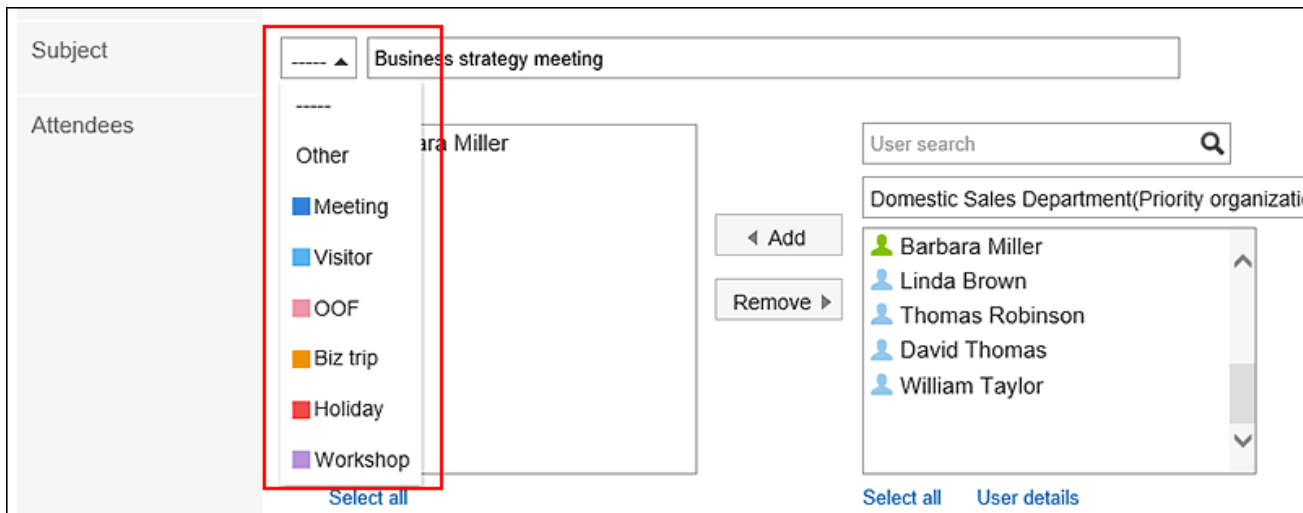 Subject
----- Business strategy meeting
-----
Attendees
Other
ara Miller
Meeting
Visitor
OOF
Biz trip
Holiday
Workshop
Select all
Add
Remove
User search
Domestic Sales Department(Priority
Barbara Miller
Linda Brown
Thomas Robinson
David Thomas
William Taylor
Select all User details